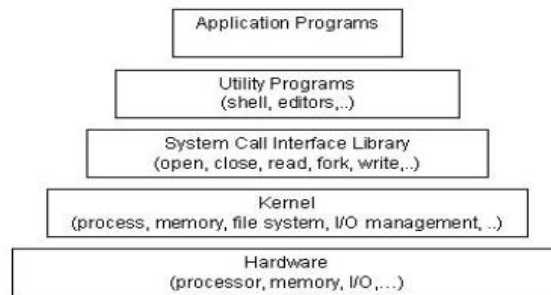 Application Programs
Utility Programs
(shell, editors,..)
System Call Interface Library
(open, close, read, fork, write,..)
Kernel
(process, memory, file system, I/O management, ..)
Hardware
(processor, memory, I/O,...)